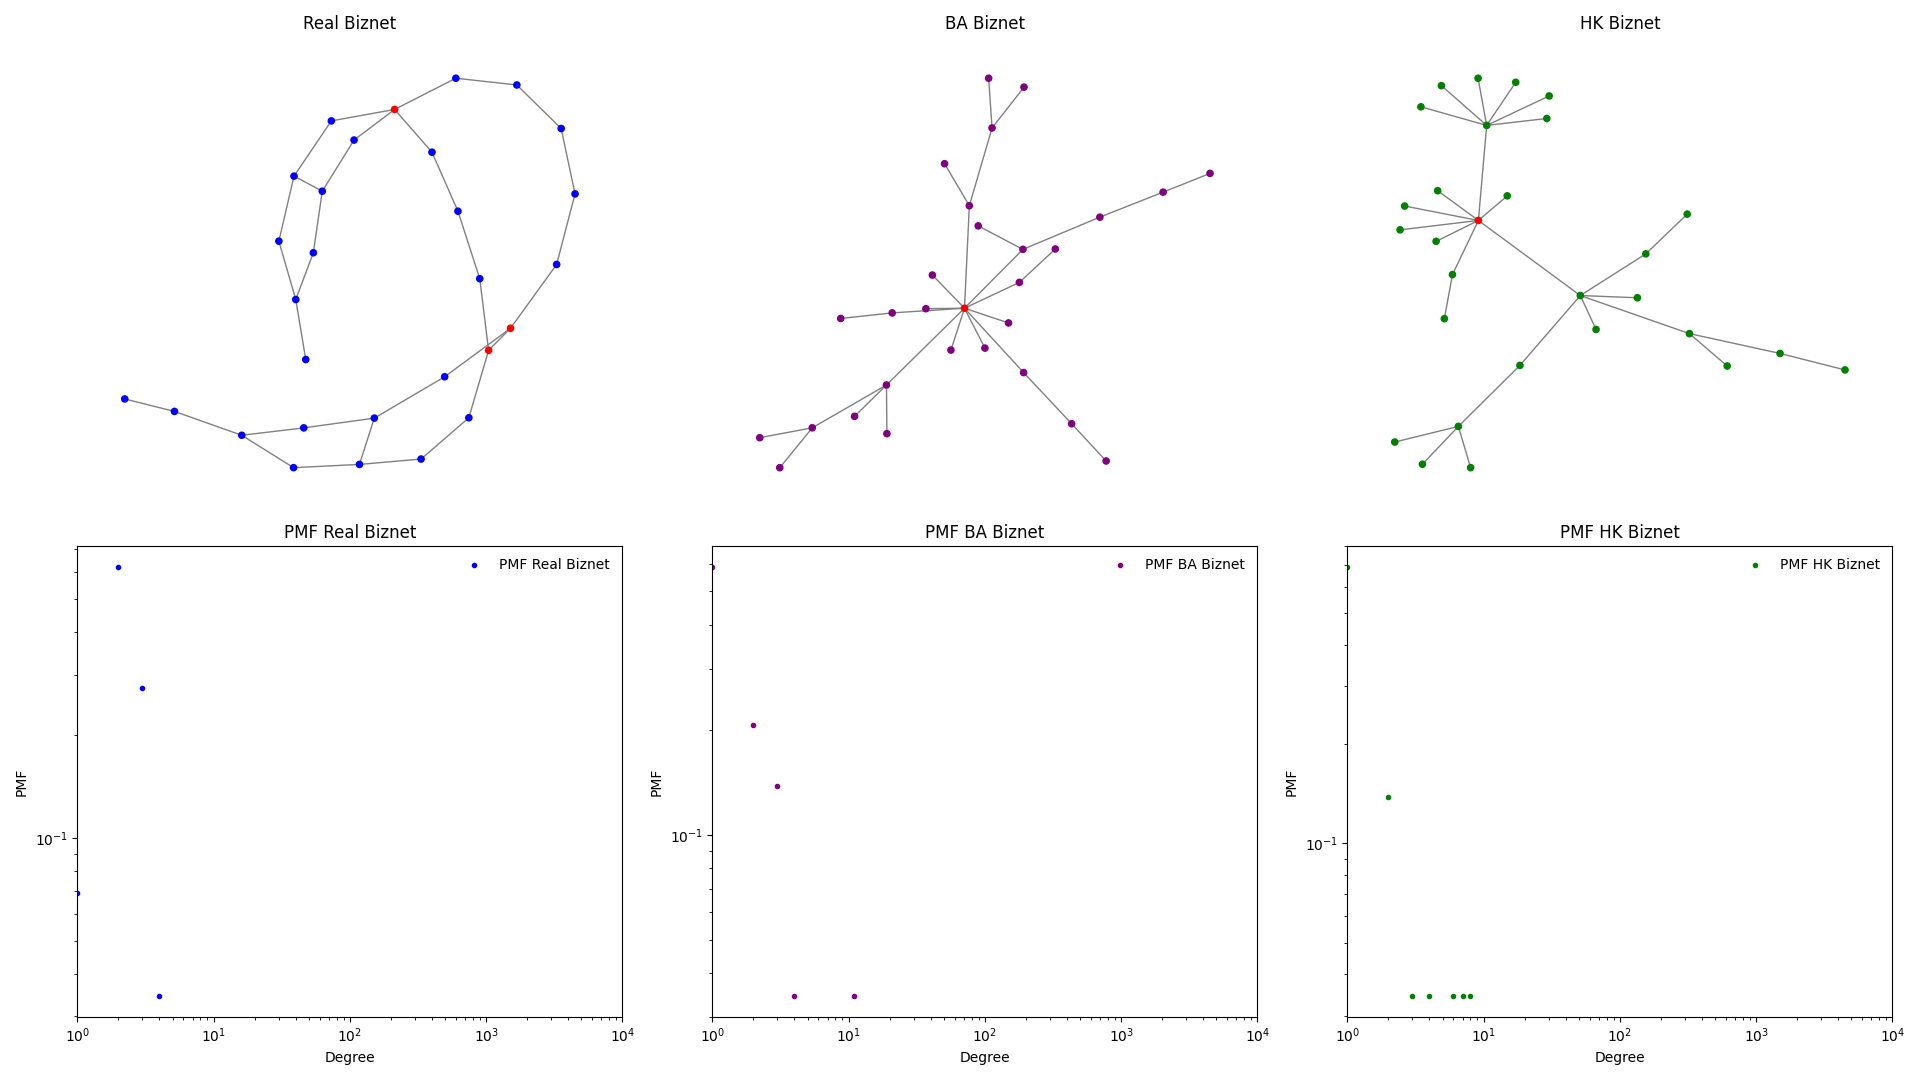 Real Biznet
BA Biznet
HK Biznet
PMF Real Biznet
PMF Real Biznet
PMF
10⁻¹
10⁰ 10¹ 10² 10³ 10⁴
Degree
PMF BA Biznet
PMF BA Biznet
PMF
10⁻¹
10⁰ 10¹ 10² 10³ 10⁴
Degree
PMF HK Biznet
PMF HK Biznet
PMF
10⁻¹
10⁰ 10¹ 10² 10³ 10⁴
Degree